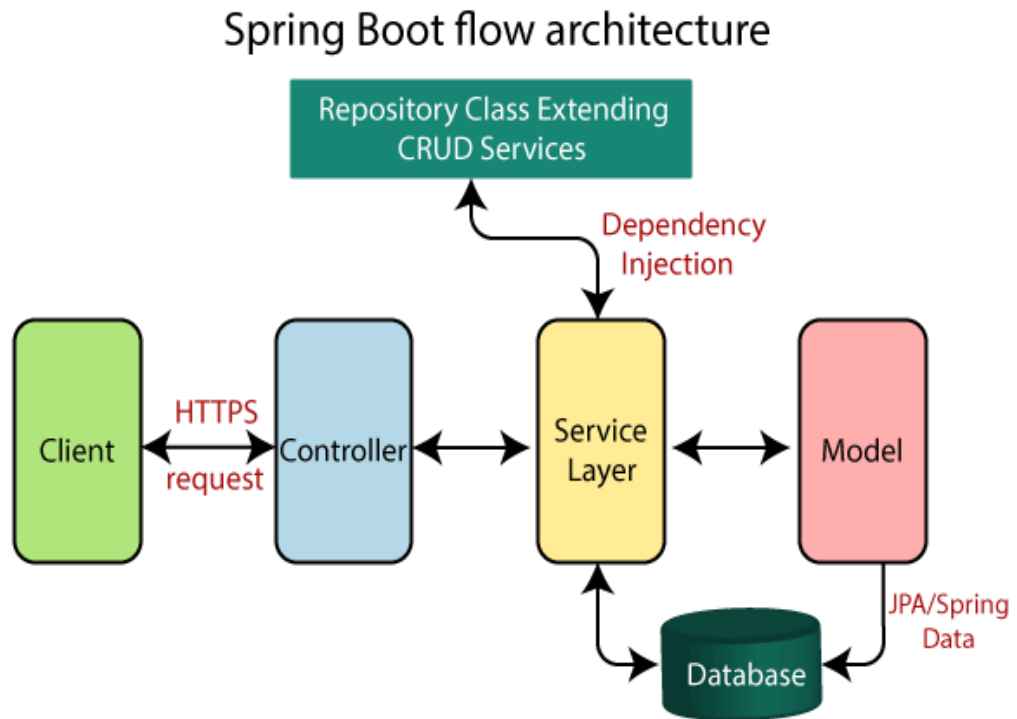 Spring Boot flow architecture
Repository Class Extending
CRUD Services
Dependency
Injection
Client
HTTPS
request
Controller
Service
Layer
Model
JPA/Spring
Data
Database